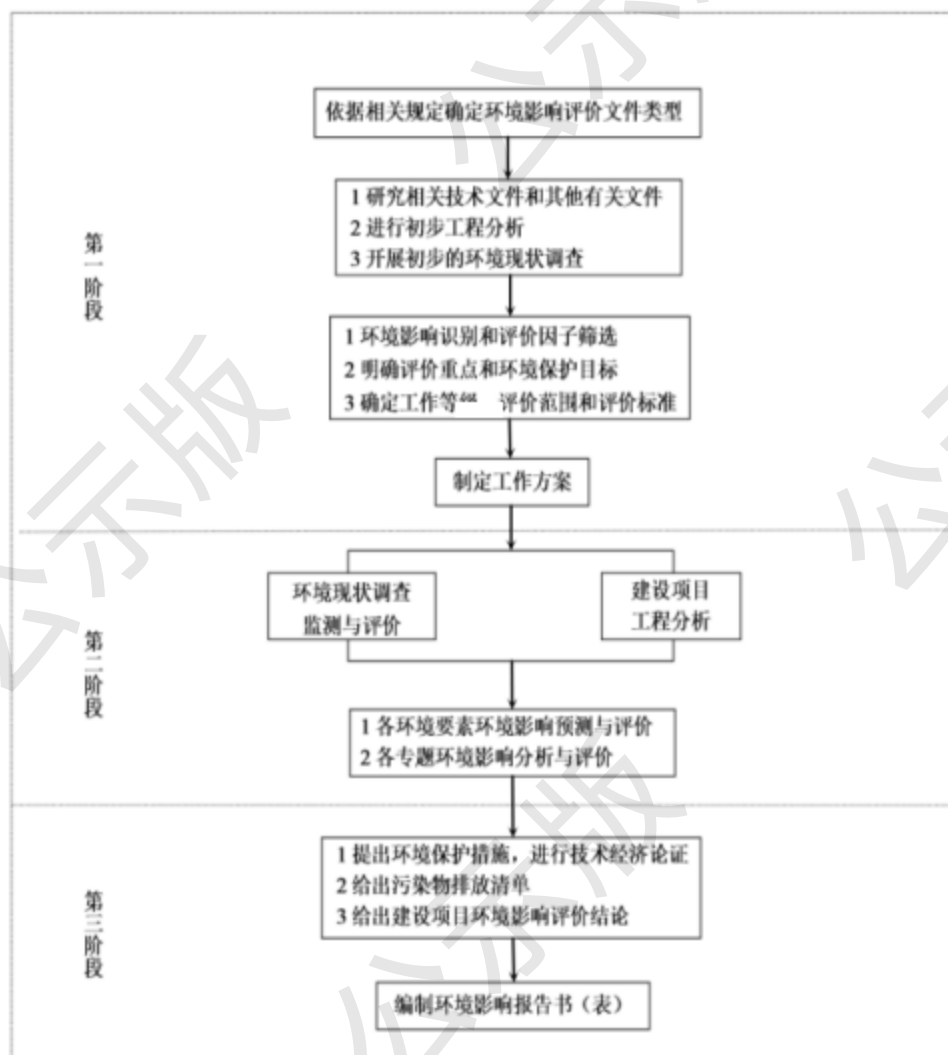 依据相关规定确定环境影响评价文件类型
1 研究相关技术文件和其他有关文件
2 进行初步工程分析
3 开展初步的环境现状调查
第一阶段
1 环境影响识别和评价因子筛选
2 明确评价重点和环境保护目标
3 确定工作等 评价范围和评价标准
制定工作方案
环境现状调查
监测与评价
建设项目
工程分析
第二阶段
1 各环境要素环境影响预测与评价
2 各专题环境影响分析与评价
1 提出环境保护措施，进行技术经济论证
2 给出污染物排放清单
3 给出建设项目环境影响评价结论
第三阶段
编制环境影响报告书（表）
公示版
公示版
公示版
公示